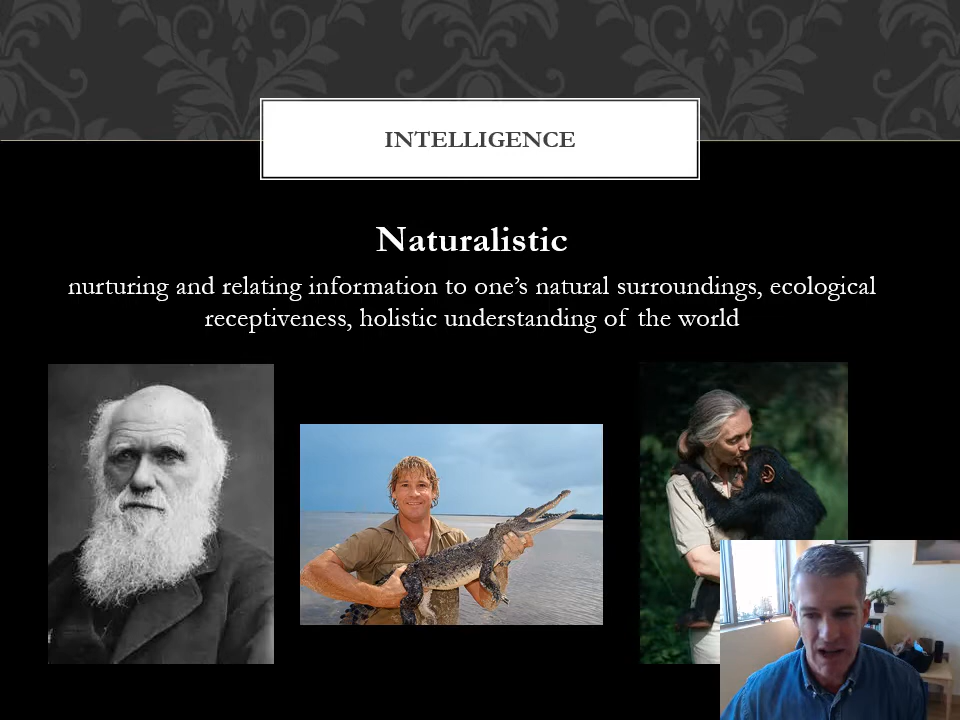 INTELLIGENCE
Naturalistic
nurturing and relating information to one’s natural surroundings, ecological
receptiveness, holistic understanding of the world